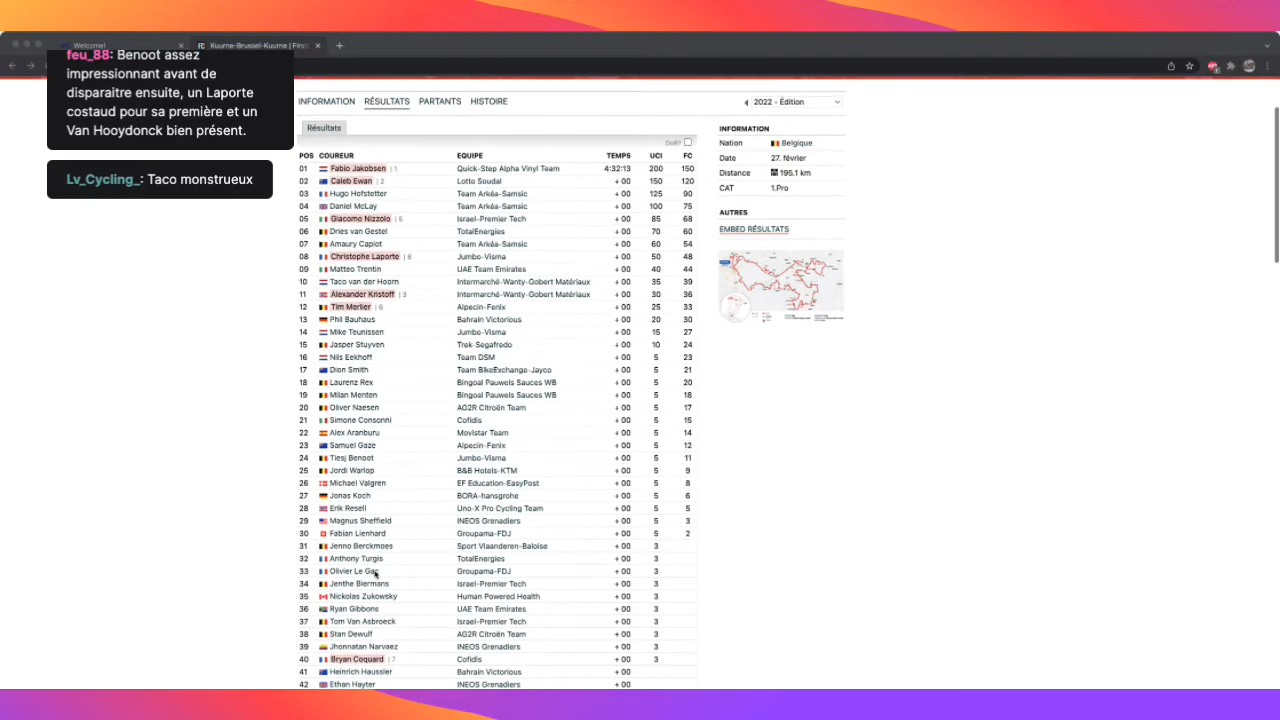 Welcome!
FC Kuurne-Brussel-Kuurne | First
feu_88: Benoot assez
impressionnant avant de
disparaitre ensuite, un Laporte
costaud pour sa première et un
Van Hooydonck bien présent.
Lv_Cycling_: Taco monstrueux
INFORMATION RÉSULTATS PARTANTS HISTOIRE
2022 - Édition
Résultats
DoB?
POS COUREUR EQUIPE TEMPS UCI FC
01 Fabio Jakobsen | 1 Quick-Step Alpha Vinyl Team 4:32:13 200 150
02 Caleb Ewan | 2 Lotto Soudal + 00 150 120
03 Hugo Hofstetter Team Arkéa-Samsic + 00 125 90
04 Daniel McLay Team Arkéa-Samsic + 00 100 75
05 Giacomo Nizzolo | 5 Israel-Premier Tech + 00 85 68
06 Dries van Gestel TotalEnergies + 00 70 60
07 Amaury Capiot Team Arkéa-Samsic + 00 60 54
08 Christophe Laporte | 8 Jumbo-Visma + 00 50 48
09 Matteo Trentin UAE Team Emirates + 00 40 44
10 Taco van der Hoorn Intermarché-Wanty-Gobert Matériaux + 00 35 39
11 Alexander Kristoff | 3 Intermarché-Wanty-Gobert Matériaux + 00 30 36
12 Tim Merlier | 6 Alpecin-Fenix + 00 25 33
13 Phil Bauhaus Bahrain Victorious + 00 20 30
14 Mike Teunissen Jumbo-Visma + 00 15 27
15 Jasper Stuyven Trek-Segafredo + 00 10 24
16 Nils Eekhoff Team DSM + 00 5 23
17 Dion Smith Team BikeExchange-Jayco + 00 5 21
18 Laurenz Rex Bingoal Pauwels Sauces WB + 00 5 20
19 Milan Menten Bingoal Pauwels Sauces WB + 00 5 18
20 Oliver Naesen AG2R Citroën Team + 00 5 17
21 Simone Consonni Cofidis + 00 5 15
22 Alex Aranburu Movistar Team + 00 5 14
23 Samuel Gaze Alpecin-Fenix + 00 5 12
24 Tiesj Benoot Jumbo-Visma + 00 5 11
25 Jordi Warlop B&B Hotels-KTM + 00 5 9
26 Michael Valgren EF Education-EasyPost + 00 5 8
27 Jonas Koch BORA-hansgrohe + 00 5 6
28 Erik Resell Uno-X Pro Cycling Team + 00 5 5
29 Magnus Sheffield INEOS Grenadiers + 00 5 3
30 Fabian Lienhard Groupama-FDJ + 00 5 2
31 Jenno Berckmoes Sport Vlaanderen-Baloise + 00 3
32 Anthony Turgis TotalEnergies + 00 3
33 Olivier Le Gac Groupama-FDJ + 00 3
34 Jenthe Biermans Israel-Premier Tech + 00 3
35 Nickolas Zukowsky Human Powered Health + 00 3
36 Ryan Gibbons UAE Team Emirates + 00 3
37 Tom Van Asbroeck Israel-Premier Tech + 00 3
38 Stan Dewulf AG2R Citroën Team + 00 3
39 Jhonnatan Narvaez INEOS Grenadiers + 00 3
40 Bryan Coquard | 7 Cofidis + 00 3
41 Heinrich Haussler Bahrain Victorious + 00
42 Ethan Hayter INEOS Grenadiers + 00
INFORMATION
Nation Belgique
Date 27. février
Distance 195.1 km
CAT 1.Pro
AUTRES
EMBED RÉSULTATS